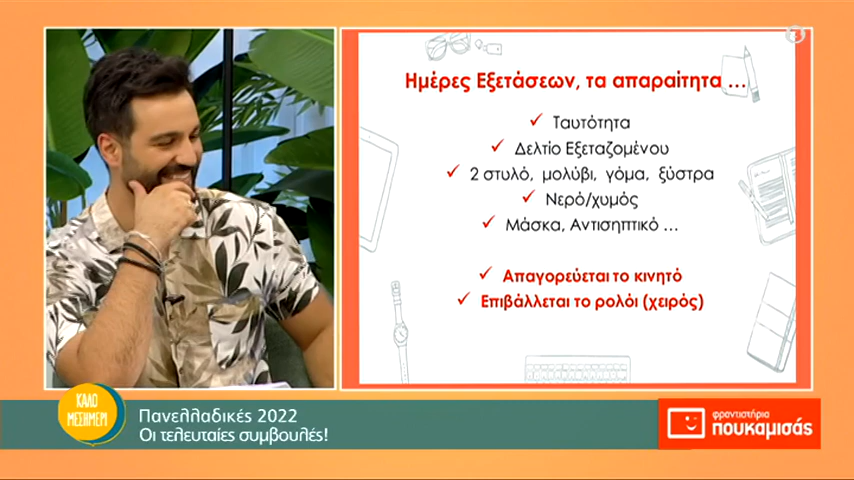 Ημέρες Εξετάσεων, τα απαραίτητα ...
Ταυτότητα
Δελτίο Εξεταζομένου
2 στυλό, μολύβι, γόμα, ξύστρα
Νερό/χυμός
Μάσκα, Αντισηπτικό ...
Απαγορεύεται το κινητό
Επιβάλλεται το ρολόι (χειρός)
ΚΑΛΟ
ΜΕΣΗΜΕΡΙ
Πανελλαδικές 2022
Οι τελευταίες συμβουλές!
φροντιστήρια
πουκαμισάς